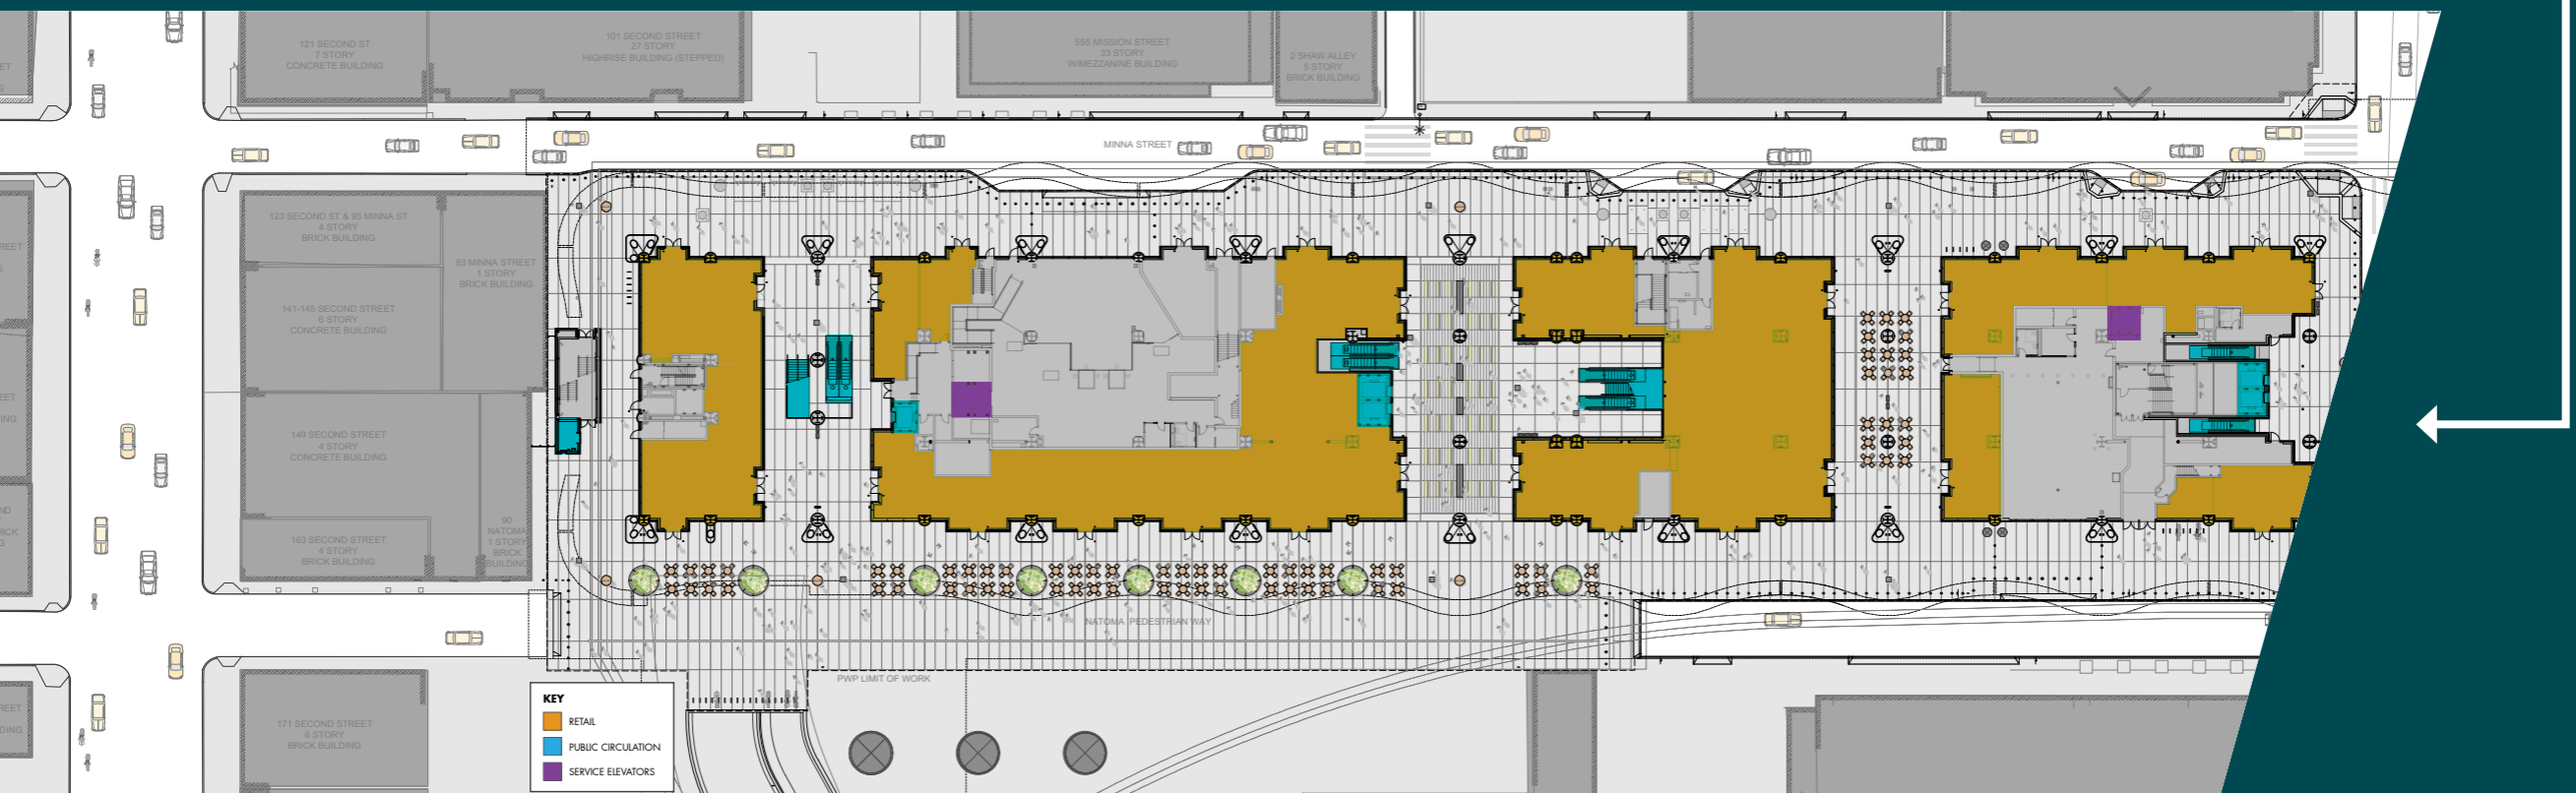 121 SECOND ST
7 STORY
CONCRETE BUILDING
101 SECOND STREET
27 STORY
HIGHRISE BUILDING (STEPPED)
555 MISSION STREET
33 STORY
W/MEZZANINE BUILDING
2 SHAW ALLEY
5 STORY
BRICK BUILDING
MINNA STREET
123 SECOND ST & 95 MINNA ST
4 STORY
BRICK BUILDING
83 MINNA STREET
1 STORY
BRICK BUILDING
141-145 SECOND STREET
6 STORY
CONCRETE BUILDING
149 SECOND STREET
4 STORY
CONCRETE BUILDING
163 SECOND STREET
4 STORY
BRICK BUILDING
90
NATOMA
1 STORY
BRICK
BUILDING
NATOMA PEDESTRIAN WAY
PWP LIMIT OF WORK
171 SECOND STREET
6 STORY
BRICK BUILDING
KEY
RETAIL
PUBLIC CIRCULATION
SERVICE ELEVATORS